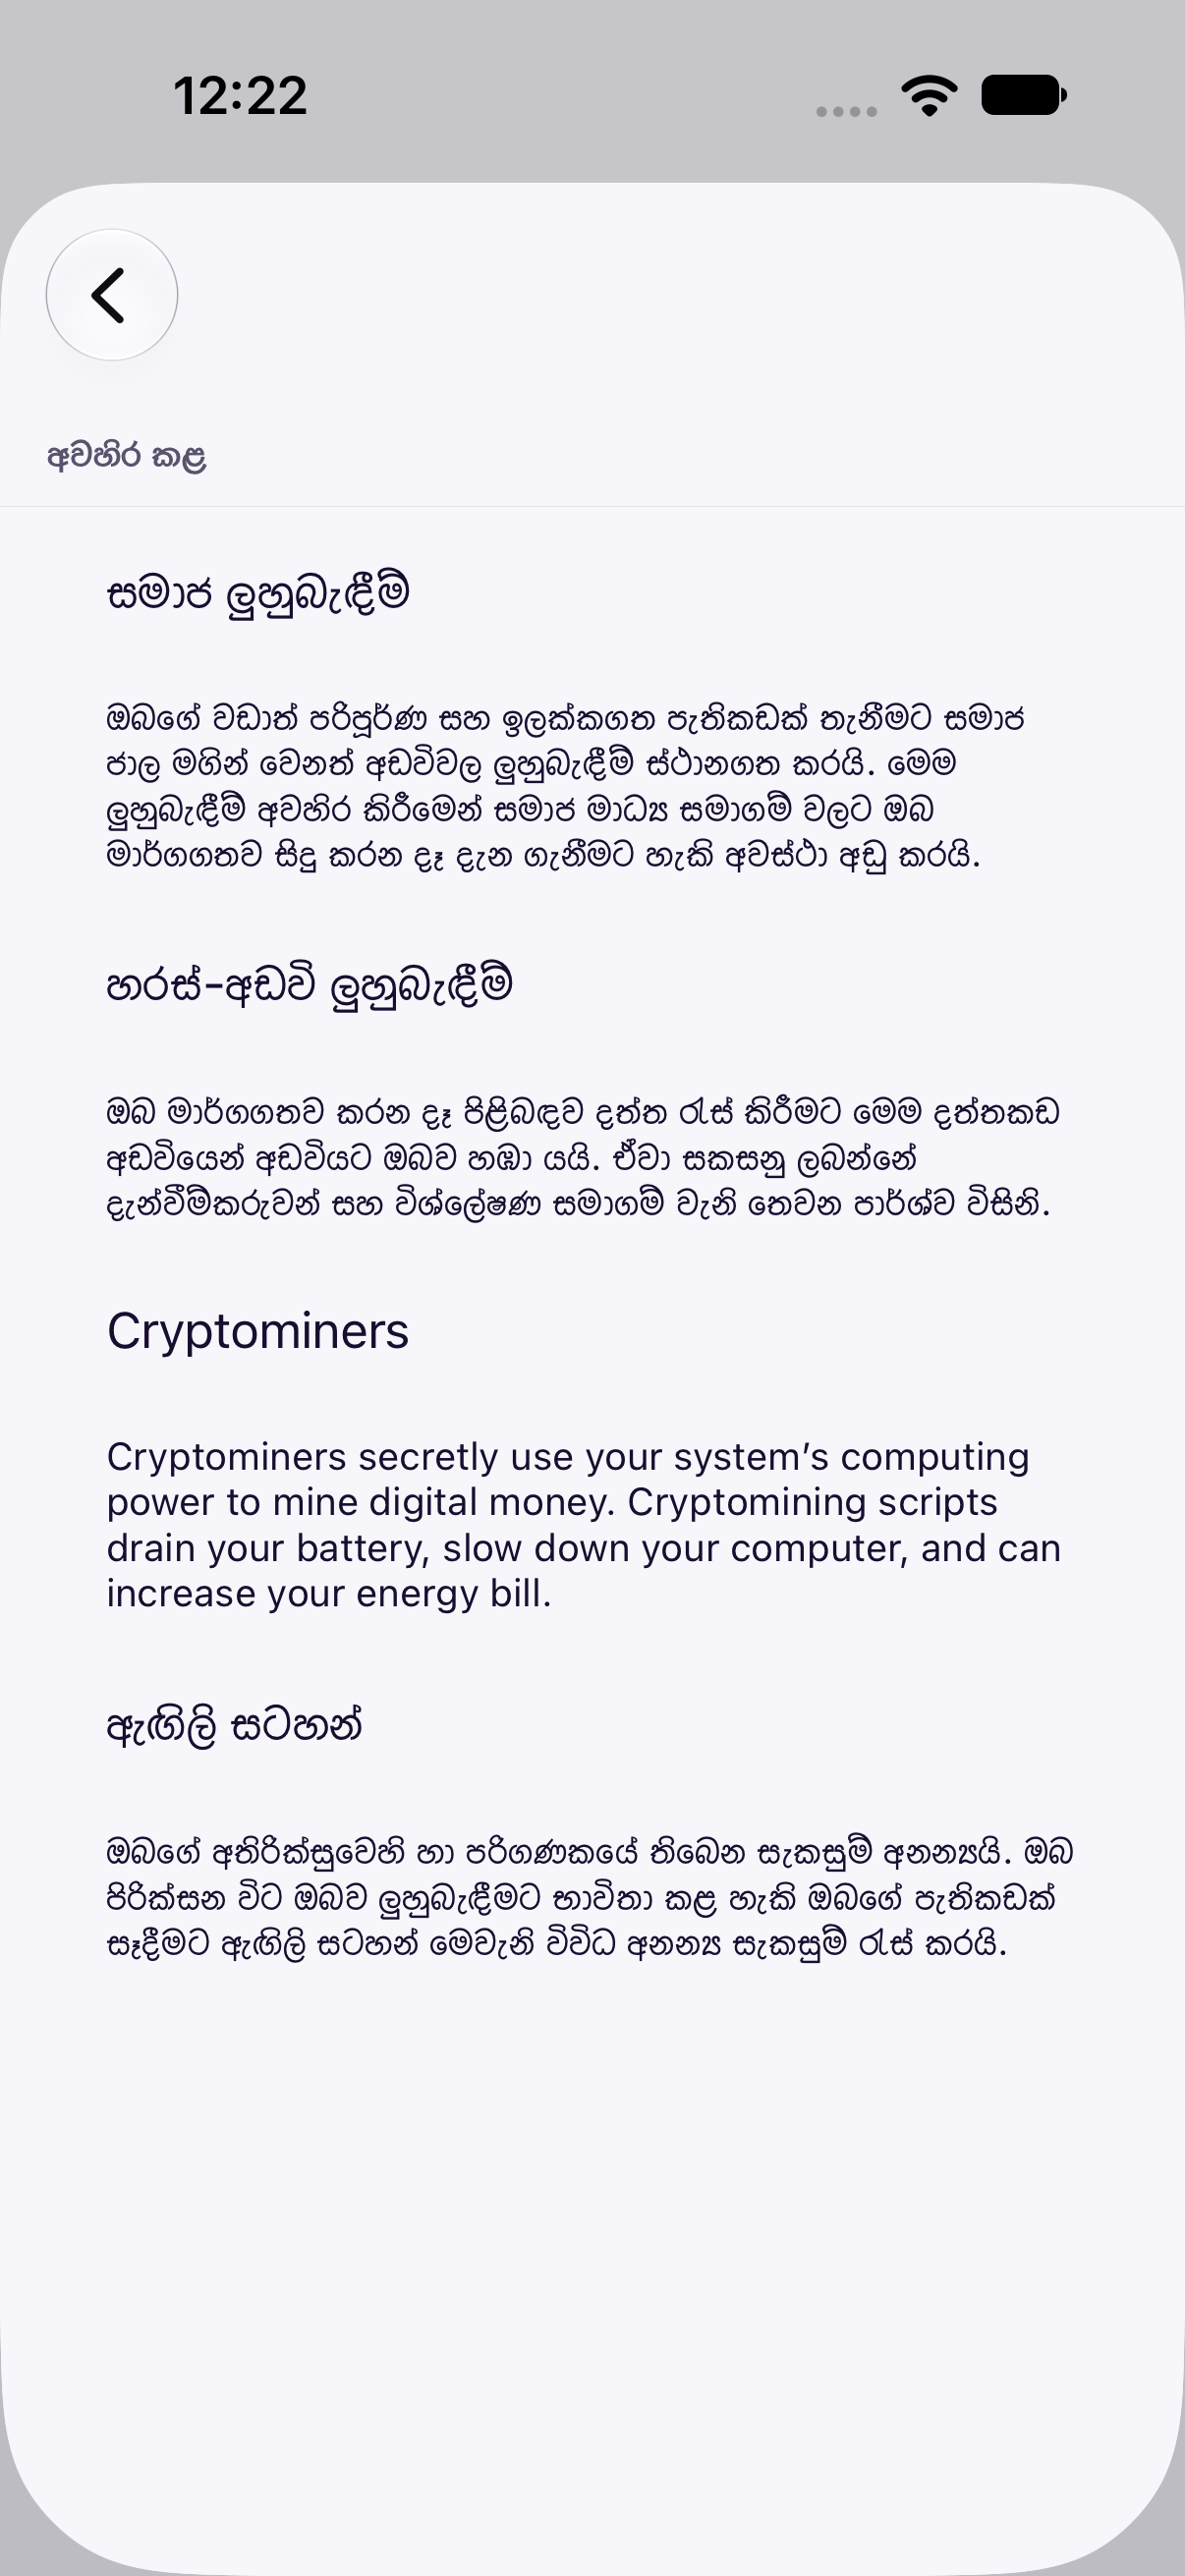 12:22
අවහිර කළ
සමාජ ලුහුබැඳීම්
ඔබගේ වඩාත් පරිපූර්ණ සහ ඉලක්කගත පැතිකඩක් තැනීමට සමාජ
ජාල මගින් වෙනත් අඩවිවල ලුහුබැඳීම් ස්ථානගත කරයි. මෙම
ලුහුබැඳීම් අවහිර කිරීමෙන් සමාජ මාධ්‍ය සමාගම් වලට ඔබ
මාර්ගගතව සිදු කරන දෑ දැන ගැනීමට හැකි අවස්ථා අඩු කරයි.
හරස්-අඩවි ලුහුබැඳීම්
ඔබ මාර්ගගතව කරන දෑ පිළිබඳව දත්ත රැස් කිරීමට මෙම දත්තකඩ
අඩවියෙන් අඩවියට ඔබව හඹා යයි. ඒවා සකසනු ලබන්නේ
දැන්වීම්කරුවන් සහ විශ්ලේෂණ සමාගම් වැනි තෙවන පාර්ශ්ව විසිනි.
Cryptominers
Cryptominers secretly use your system’s computing
power to mine digital money. Cryptomining scripts
drain your battery, slow down your computer, and can
increase your energy bill.
ඇඟිලි සටහන්
ඔබගේ අතිරික්සුවෙහි හා පරිගණකයේ තිබෙන සැකසුම් අනන්‍යයි. ඔබ
පිරික්සන විට ඔබව ලුහුබැඳීමට භාවිතා කළ හැකි ඔබගේ පැතිකඩක්
සෑදීමට ඇඟිලි සටහන් මෙවැනි විවිධ අනන්‍ය සැකසුම් රැස් කරයි.